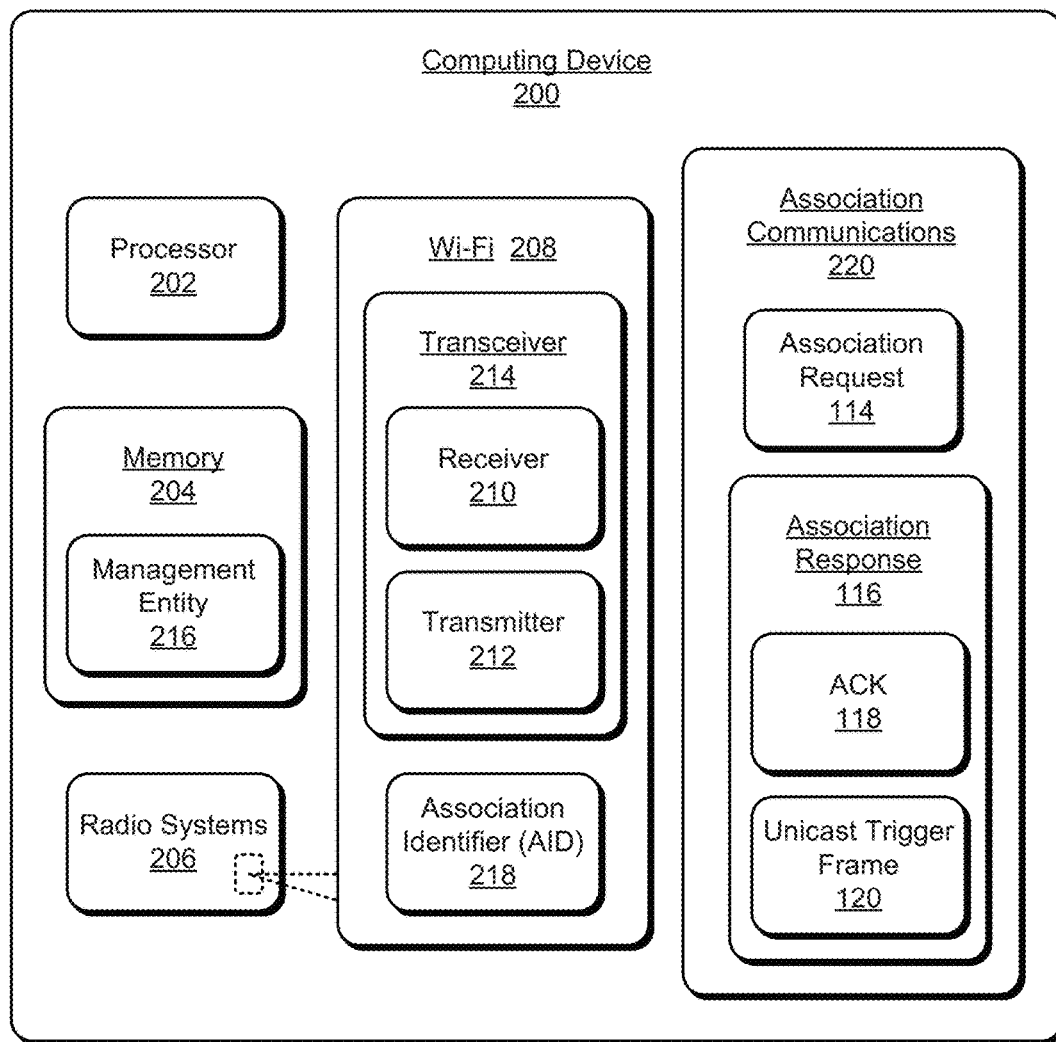 Computing Device
200
Processor
202
Memory
204
Management
Entity
216
Radio Systems
206
Wi-Fi 208
Transceiver
214
Receiver
210
Transmitter
212
Association
Identifier (AID)
218
Association
Communications
220
Association
Request
114
Association
Response
116
ACK
118
Unicast Trigger
Frame
120